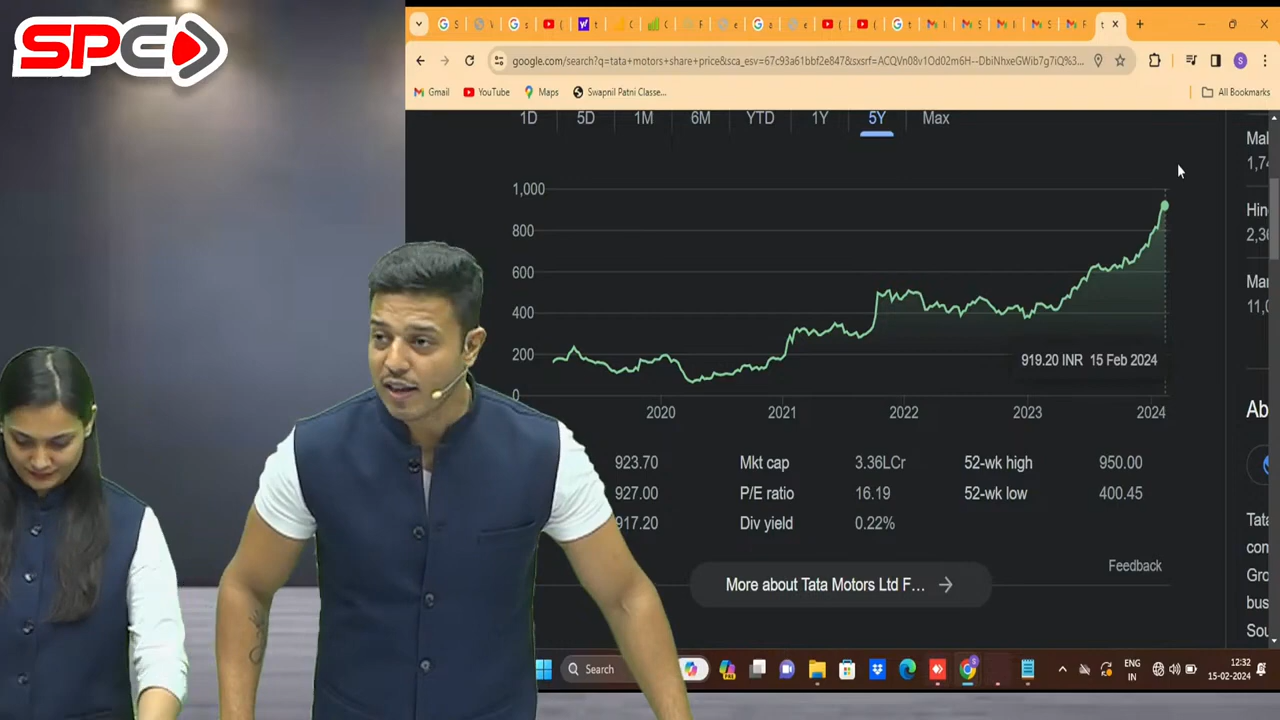 SPC
google.com/search?q=tata+motors+share+price&sca_esv=67c93a61bbf2e847&sxsrf=ACQVn08v1Od02m6H--DbiNhxeGWib7g7iQ%3...
Gmail YouTube Maps Swapnil Patni Classe... All Bookmarks
1D 5D 1M 6M YTD 1Y 5Y Max
1,000
800
600
400
200
0
919.20 INR 15 Feb 2024
2020 2021 2022 2023 2024
923.70 Mkt cap 3.36LCr 52-wk high 950.00
927.00 P/E ratio 16.19 52-wk low 400.45
917.20 Div yield 0.22%
Feedback
More about Tata Motors Ltd F...
Search
ENG
IN
12:32
15-02-2024